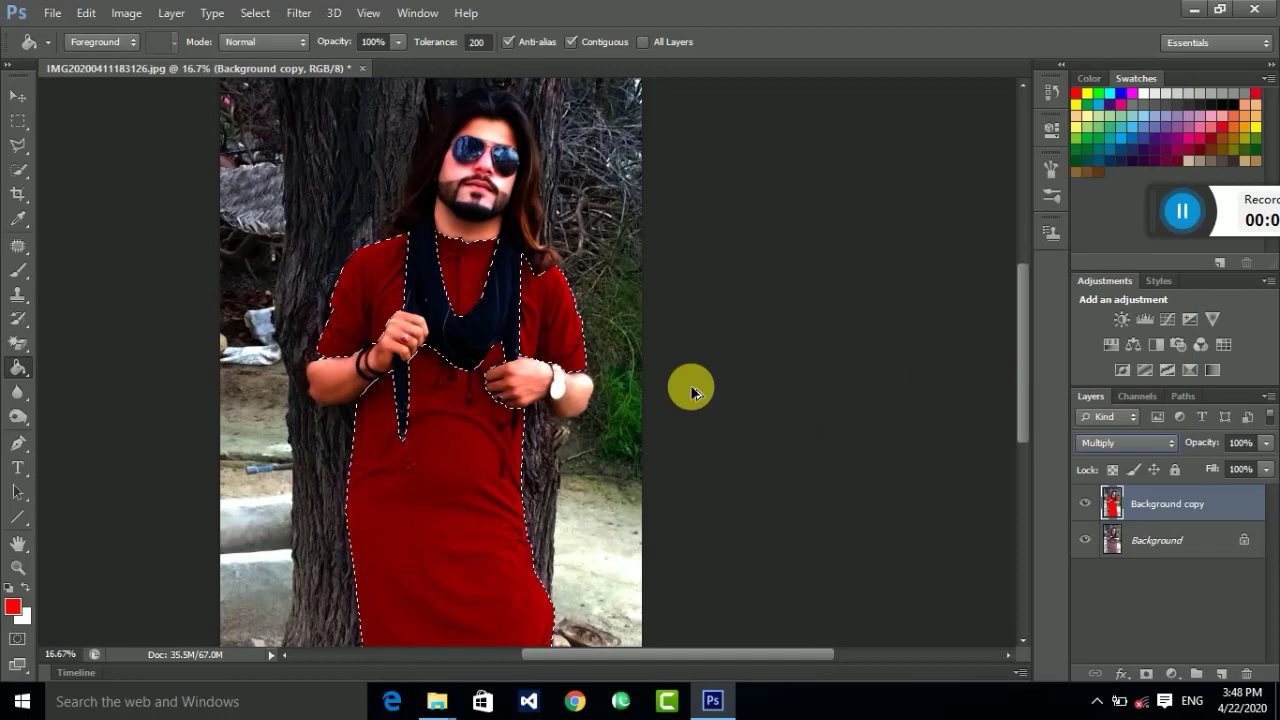 Ps File Edit Image Layer Type Select Filter 3D View Window Help
Foreground Mode: Normal Opacity: 100% Tolerance: 200 Anti-alias Contiguous All Layers Essentials
IMG20200411183126.jpg @ 16.7% (Background copy, RGB/8) * ×
Color Swatches
Recor
00:0
Adjustments Styles
Add an adjustment
Layers Channels Paths
Kind
Multiply Opacity: 100%
Lock: Fill: 100%
Background copy
Background
16.67% Doc: 35.5M/67.0M
Timeline
Search the web and Windows
Ps
ENG
3:48 PM
4/22/2020